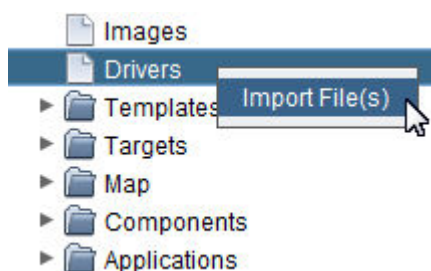 Images
Drivers
Import File(s)
Templates
Targets
Map
Components
Applications